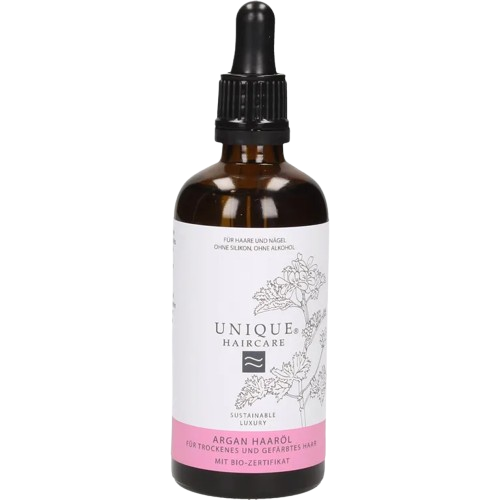 FÜR HAARE UND NÄGEL
OHNE SILIKON, OHNE ALKOHOL
UNIQUE®
HAIRCARE
SUSTAINABLE
LUXURY
ARGAN HAARÖL
FÜR TROCKENES UND GEFÄRBTES HAAR
MIT BIO-ZERTIFIKAT